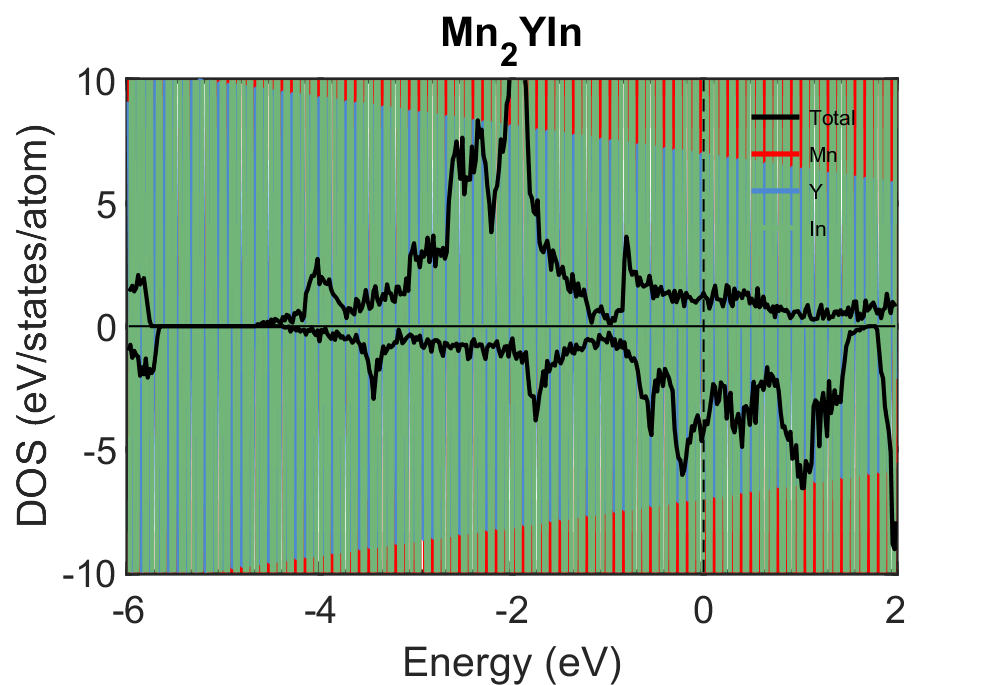 Mn2YIn
10
5
0
-5
-10
DOS (eV/states/atom)
Total
Mn
Y
In
-6 -4 -2 0 2
Energy (eV)